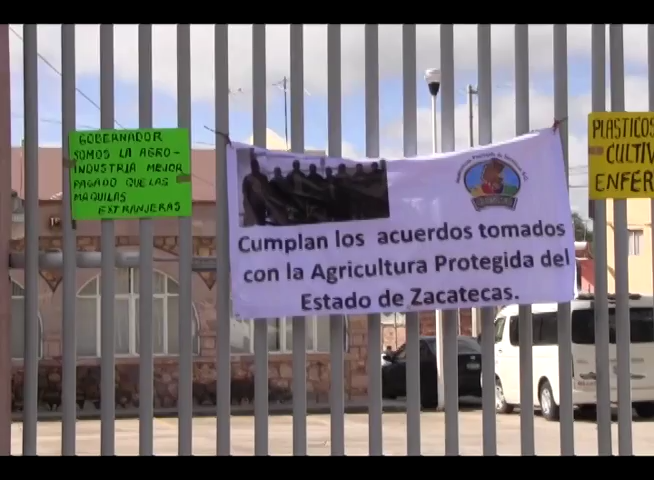 GOBERNADOR
SOMOS LA AGRO-
INDUSTRIA MEJOR
PAGADO QUE LAS
MAQUILAS
EXTRANJERAS
Cumplan los acuerdos tomados
con la Agricultura Protegida del
Estado de Zacatecas.
PLASTICOS
CULTIV
ENFER